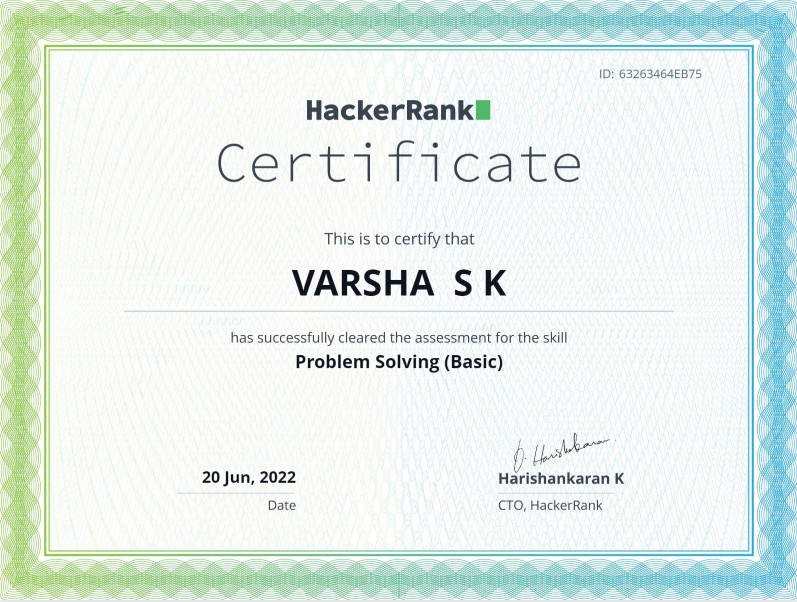 ID: 63263464EB75
HackerRank
Certificate
This is to certify that
VARSHA S K
has successfully cleared the assessment for the skill
Problem Solving (Basic)
20 Jun, 2022
Date
D. Harishankaran
Harishankaran K
CTO, HackerRank